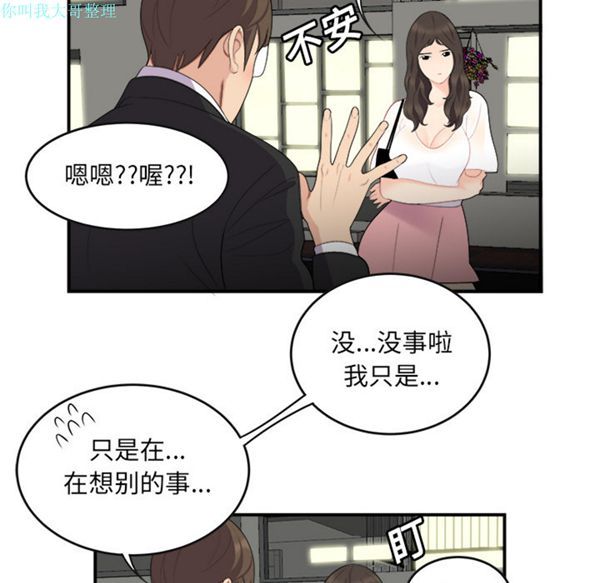 你叫我大哥整理
不安
嗯嗯??喔??!
没...没事啦
我只是...
只是在...
在想别的事...
盯